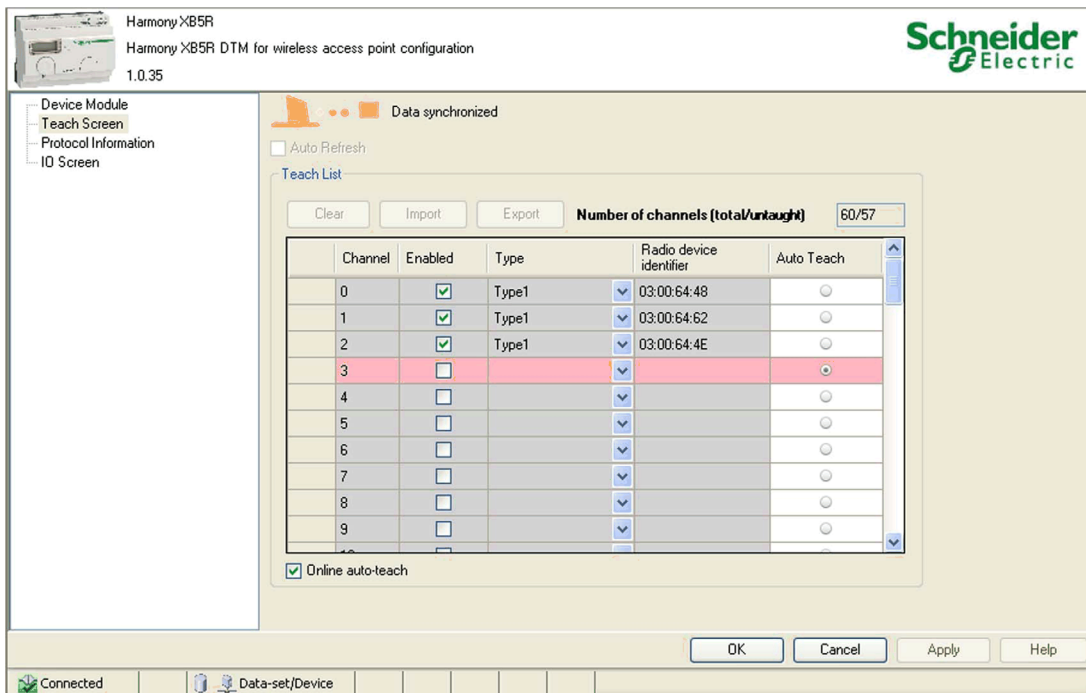 Harmony XB5R
Harmony XB5R DTM for wireless access point configuration
1.0.35
Schneider
Electric
Device Module
Teach Screen
Protocol Information
IO Screen
Data synchronized
Auto Refresh
Teach List
Clear Import Export Number of channels (total/untaught) 60/57
Channel Enabled Type Radio device identifier Auto Teach
0 Type1 03:00:64:48
1 Type1 03:00:64:62
2 Type1 03:00:64:4E
3
4
5
6
7
8
9
Online auto-teach
OK Cancel Apply Help
Connected Data-set/Device